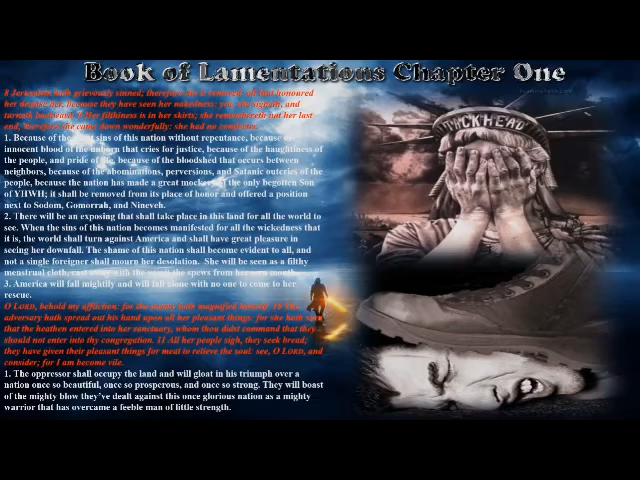 Book of Lamentations Chapter One
8 Jerusalem hath grievously sinned; therefore she is removed: all that honoured
her despise her, because they have seen her nakedness: yea, she sigheth, and
turneth backward. 9 Her filthiness is in her skirts; she remembereth not her last
end; therefore she came down wonderfully: she had no comforter.
1. Because of the sins of this nation without repentance, because
innocent blood of the unborn that cries for justice, because of the haughtiness of
the people, and pride of life, because of the bloodshed that occurs between
neighbors, because of the abominations, perversions, and Satanic outcries of the
people, because the nation has made a great mockery of the only begotten Son
of YHWH; it shall be removed from its place of honor and offered a position
next to Sodom, Gomorrah, and Nineveh.
2. There will be an exposing that shall take place in this land for all the world to
see. When the sins of this nation becomes manifested for all the wickedness that
it is, the world shall turn against America and shall have great pleasure in
seeing her downfall. The shame of this nation shall become evident to all, and
not a single foreigner shall mourn her desolation. She will be seen as a filthy
menstrual cloth, cast away with the vomit she spews from her own mouth.
3. America will fall mightily and will fall alone with no one to come to her
rescue.
O LORD, behold my affliction: for the enemy hath magnified himself. 10 The
adversary hath spread out his hand upon all her pleasant things: for she hath seen
that the heathen entered into her sanctuary, whom thou didst command that they
should not enter into thy congregation. 11 All her people sigh, they seek bread;
they have given their pleasant things for meat to relieve the soul: see, O LORD, and
consider; for I am become vile.
1. The oppressor shall occupy the land and will gloat in his triumph over a
nation once so beautiful, once so prosperous, and once so strong. They will boast
of the mighty blow they've dealt against this once glorious nation as a mighty
warrior that has overcame a feeble man of little strength.